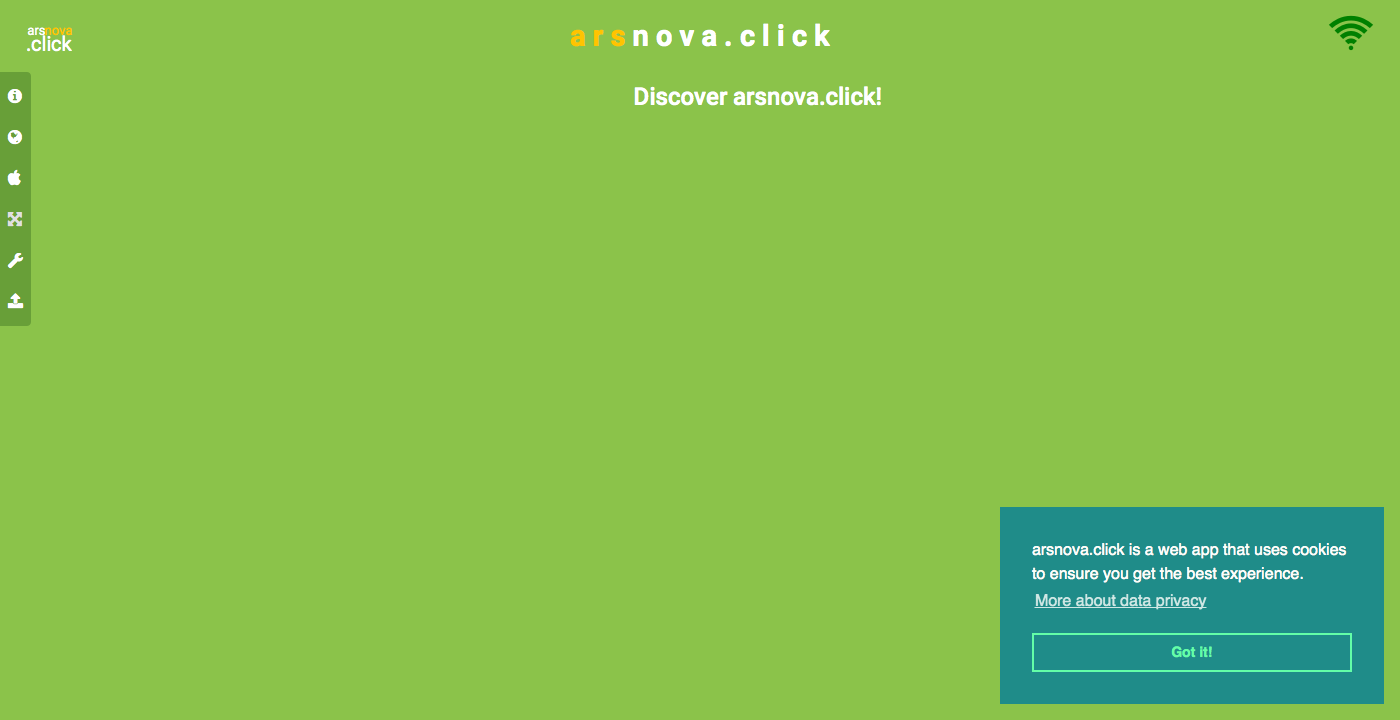 arsnova
.click
arsnova.click
Discover arsnova.click!
arsnova.click is a web app that uses cookies
to ensure you get the best experience.
More about data privacy
Got it!